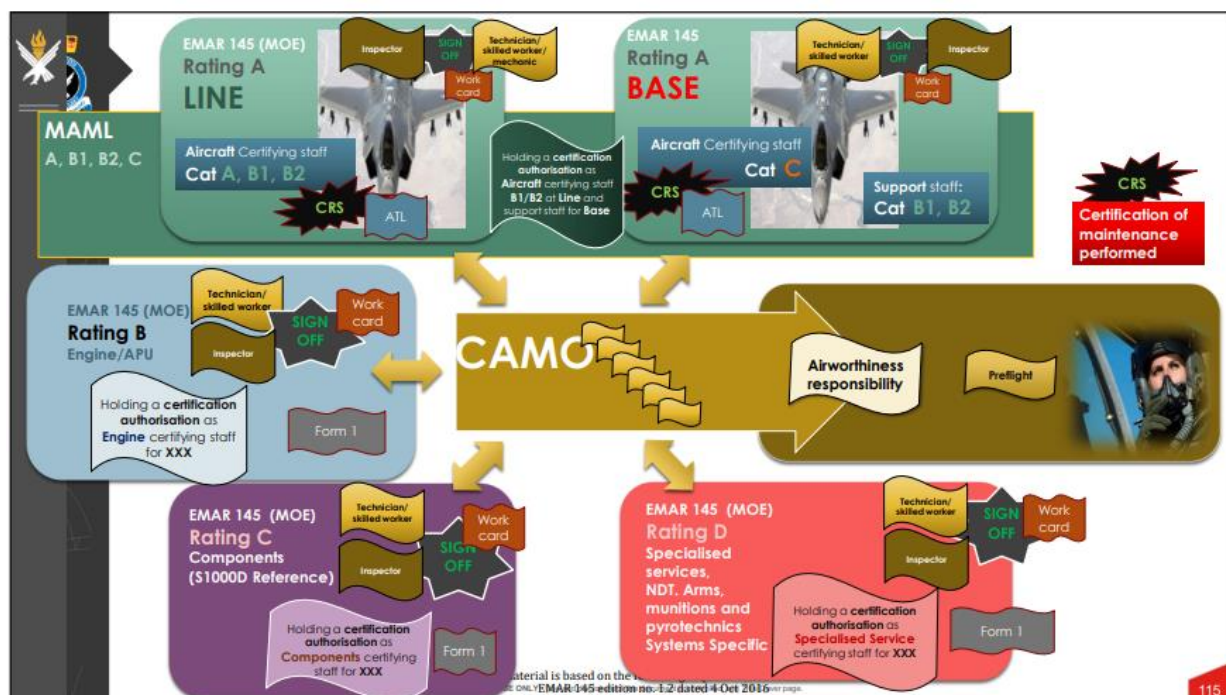 EMAR 145 (MOE)
Rating A
LINE
Inspector
SIGN
OFF
Technician/
skilled worker/
mechanic
Work
card
EMAR 145
Rating A
BASE
Technician/
skilled worker
SIGN
OFF
Inspector
Work
card
MAML
A, B1, B2, C
Aircraft Certifying staff
Cat A, B1, B2
CRS
ATL
Holding a certification
authorisation as
Aircraft certifying staff
B1/B2 at Line and
support staff for Base
Aircraft Certifying staff
Cat C
CRS
ATL
Support staff:
Cat B1, B2
CRS
Certification of
maintenance
performed
EMAR 145 (MOE)
Rating B
Engine/APU
Technician/
skilled worker
Inspector
SIGN
OFF
Work
card
Holding a certification
authorisation as
Engine certifying staff
for XXX
Form 1
CAMO
Airworthiness
responsibility
Preflight
EMAR 145 (MOE)
Rating C
Components
(S1000D Reference)
Technician/
skilled worker
Inspector
SIGN
OFF
Work
card
Holding a certification
authorisation as
Components certifying
staff for XXX
Form 1
EMAR 145 (MOE)
Rating D
Specialised
services,
NDT. Arms,
munitions and
pyrotechnics
Systems Specific
Technician/
skilled worker
Inspector
SIGN
OFF
Work
card
Holding a certification
authorisation as
Specialised Service
certifying staff for XXX
Form 1
aterial is based on the
EMAR 145 edition no. 1.2 dated 4 Oct 2016
115